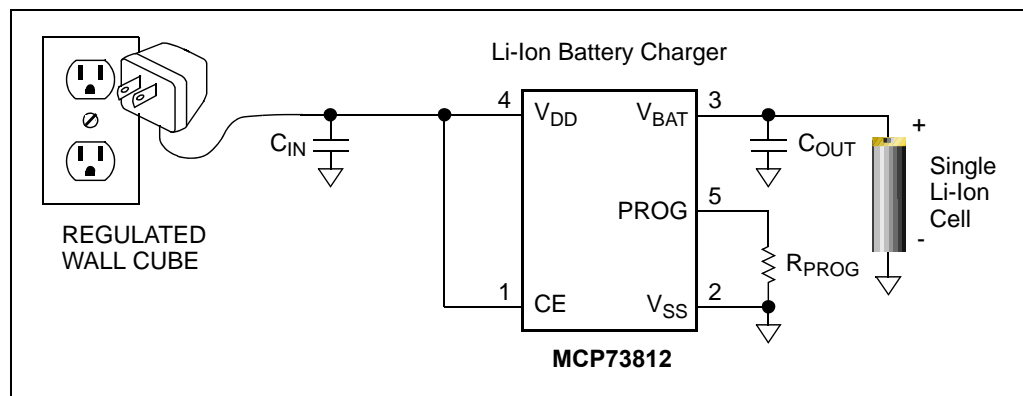 Li-Ion Battery Charger
4
V_DD
V_BAT
3
+
C_IN
C_OUT
Single
Li-Ion
Cell
PROG
5
-
REGULATED
WALL CUBE
R_PROG
1
CE
V_SS
2
MCP73812